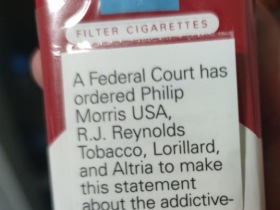 FILTER CIGARETTES
A Federal Court has
ordered Philip
Morris USA,
R.J. Reynolds
Tobacco, Lorillard,
and Altria to make
this statement
about the addictive-